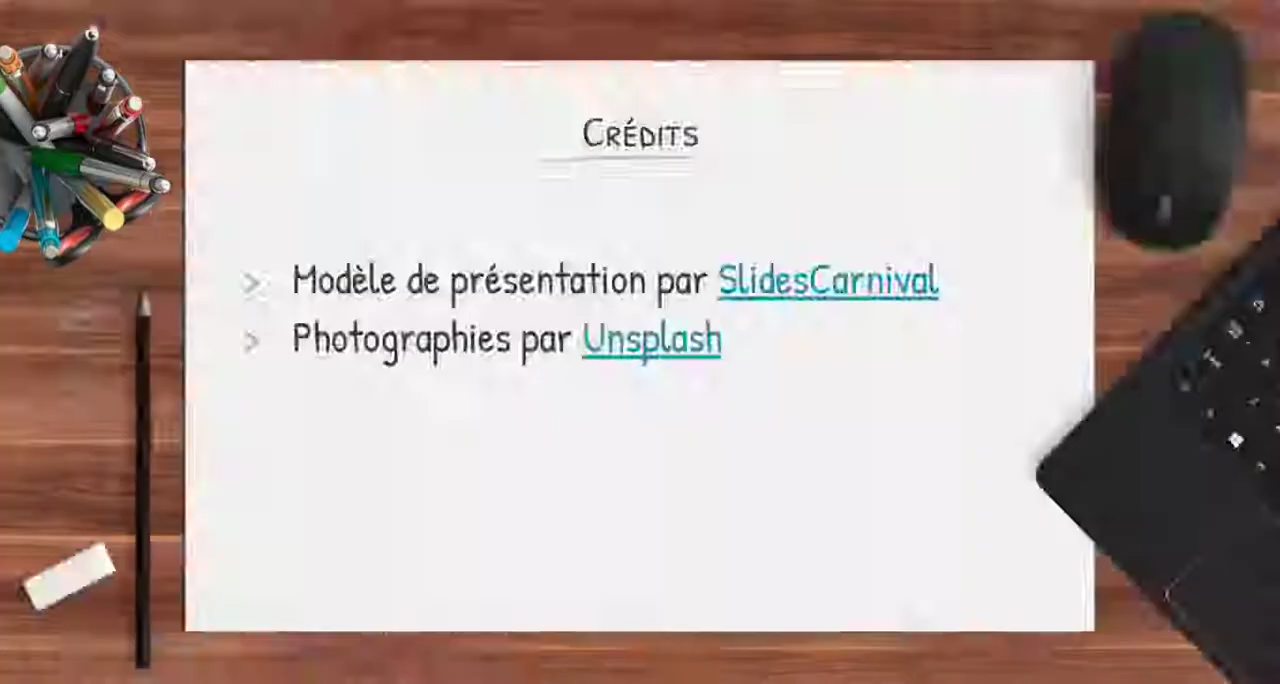 Crédits
> Modèle de présentation par SlidesCarnival
> Photographies par Unsplash